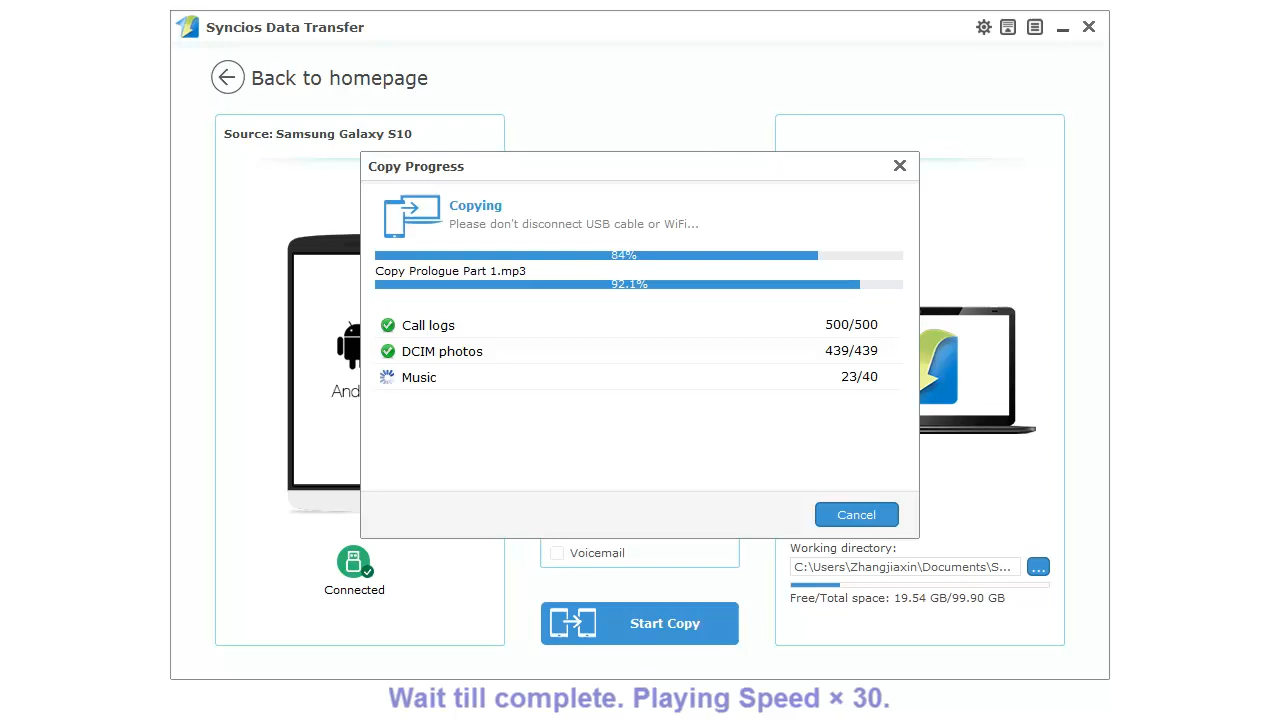 Syncios Data Transfer
Back to homepage
Source: Samsung Galaxy S10
Copy Progress
Copying
Please don't disconnect USB cable or WiFi...
84%
Copy Prologue Part 1.mp3
92.1%
Call logs 500/500
DCIM photos 439/439
Music 23/40
And
Cancel
Voicemail
Working directory:
C:\Users\Zhangjiaxin\Documents\S... ...
Connected
Free/Total space: 19.54 GB/99.90 GB
Start Copy
Wait till complete. Playing Speed × 30.